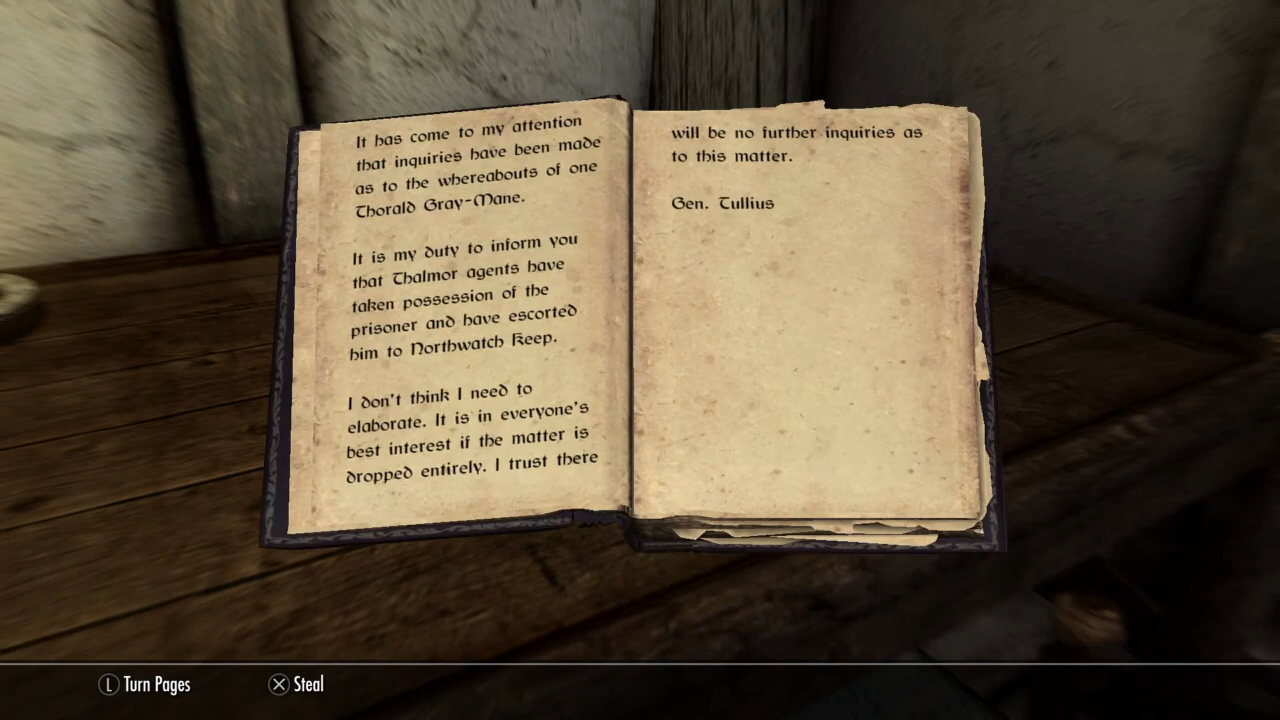 It has come to my attention
that inquiries have been made
as to the whereabouts of one
Thorald Gray-Mane.
It is my duty to inform you
that Thalmor agents have
taken possession of the
prisoner and have escorted
him to Northwatch Keep.
I don't think I need to
elaborate. It is in everyone's
best interest if the matter is
dropped entirely. I trust there
will be no further inquiries as
to this matter.
Gen. Tullius
L Turn Pages
X Steal